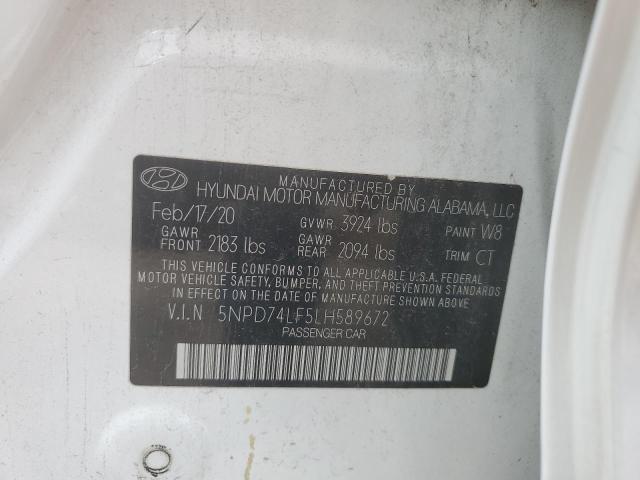 MANUFACTURED BY
HYUNDAI MOTOR MANUFACTURING ALABAMA, LLC
Feb/17/20 GVWR 3924 lbs PAINT W8
GAWR FRONT 2183 lbs GAWR REAR 2094 lbs TRIM CT
THIS VEHICLE CONFORMS TO ALL APPLICABLE U.S.A. FEDERAL
MOTOR VEHICLE SAFETY, BUMPER, AND THEFT PREVENTION STANDARDS
IN EFFECT ON THE DATE OF MANUFACTURE SHOWN ABOVE.
V.I.N 5NPD74LF5LH589672
PASSENGER CAR